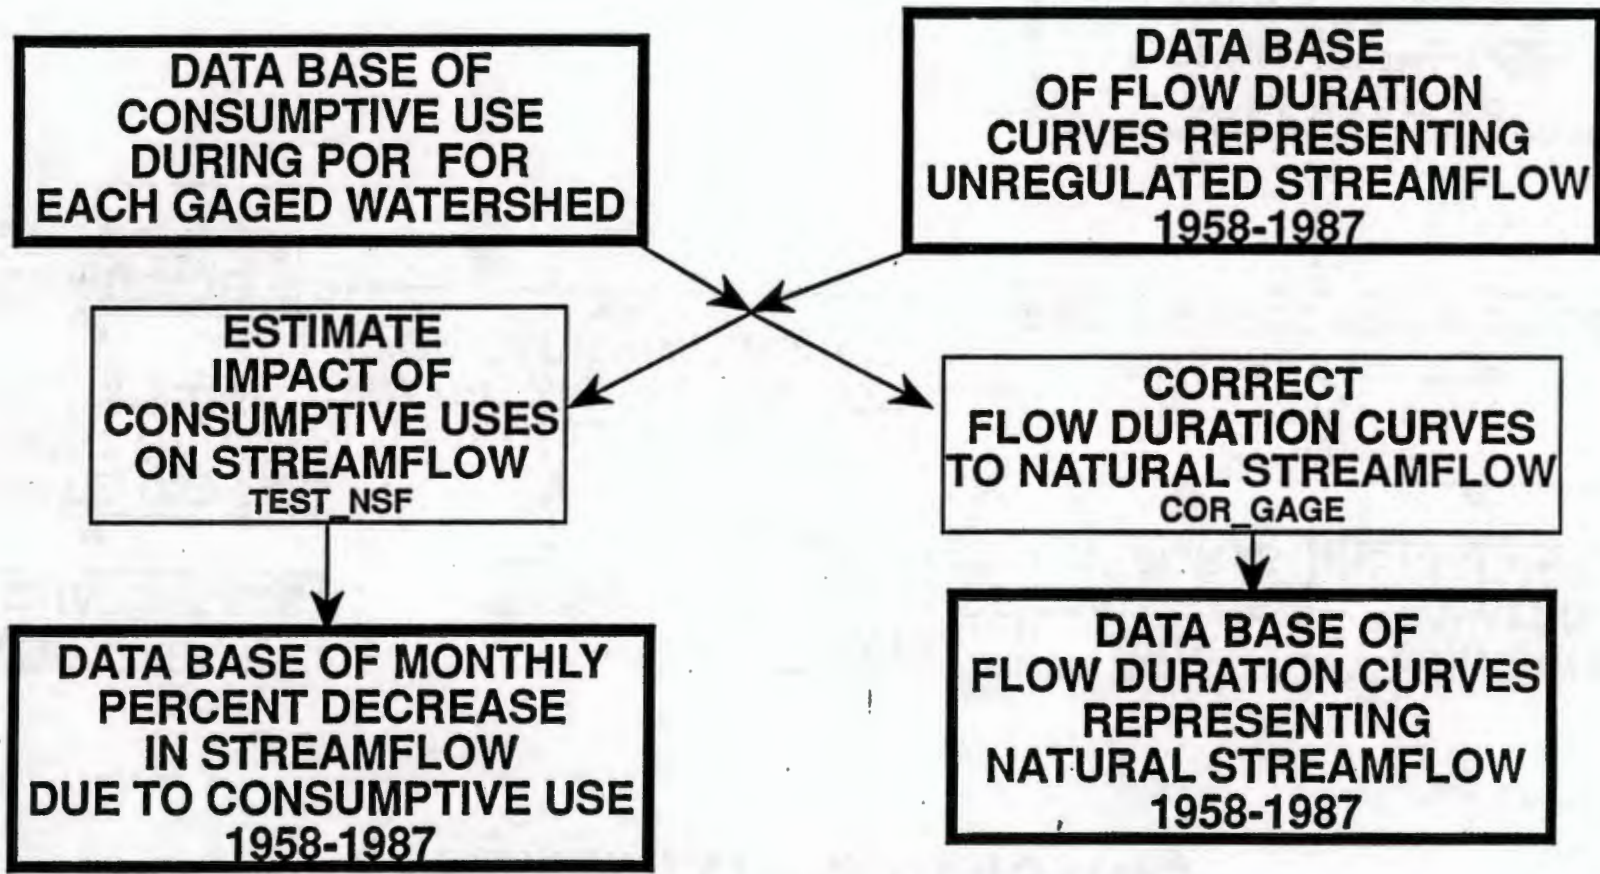 DATA BASE OF
CONSUMPTIVE USE
DURING POR FOR
EACH GAGED WATERSHED
DATA BASE
OF FLOW DURATION
CURVES REPRESENTING
UNREGULATED STREAMFLOW
1958-1987
ESTIMATE
IMPACT OF
CONSUMPTIVE USES
ON STREAMFLOW
TEST_NSF
CORRECT
FLOW DURATION CURVES
TO NATURAL STREAMFLOW
COR_GAGE
DATA BASE OF MONTHLY
PERCENT DECREASE
IN STREAMFLOW
DUE TO CONSUMPTIVE USE
1958-1987
DATA BASE OF
FLOW DURATION CURVES
REPRESENTING
NATURAL STREAMFLOW
1958-1987